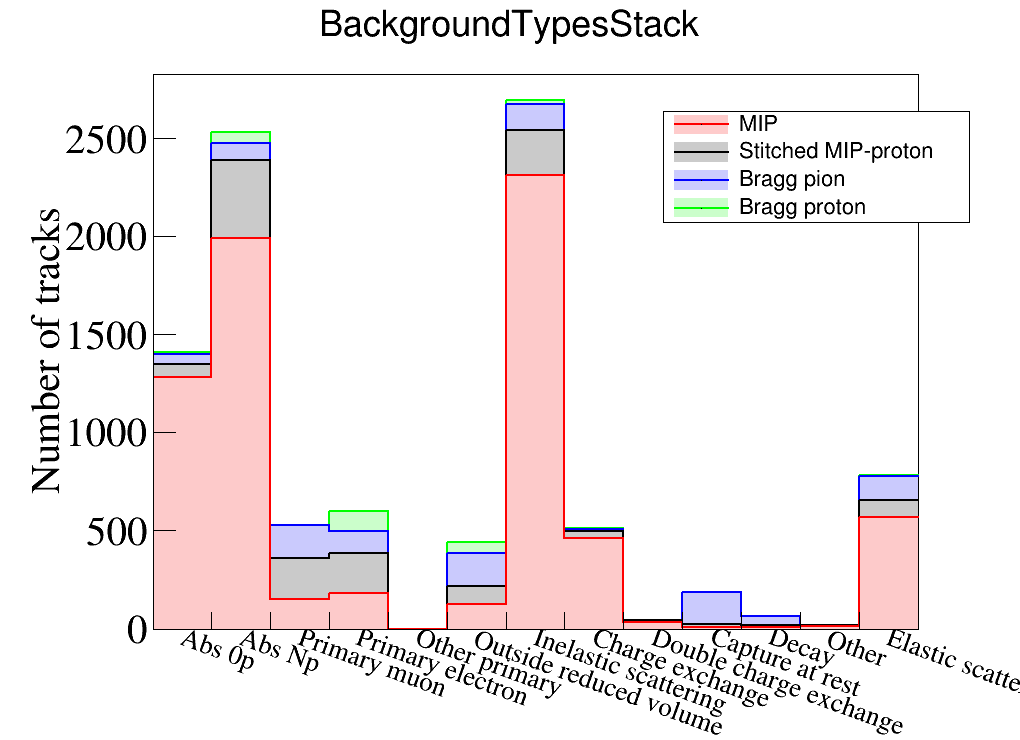 BackgroundTypesStack
Number of tracks
2500
2000
1500
1000
500
0
MIP
Stitched MIP-proton
Bragg pion
Bragg proton
Abs 0p
Abs Np
Primary muon
Primary electron
Other primary
Outside reduced volume
Inelastic scattering
Charge exchange
Double charge exchange
Capture at rest
Decay
Other
Elastic scatte